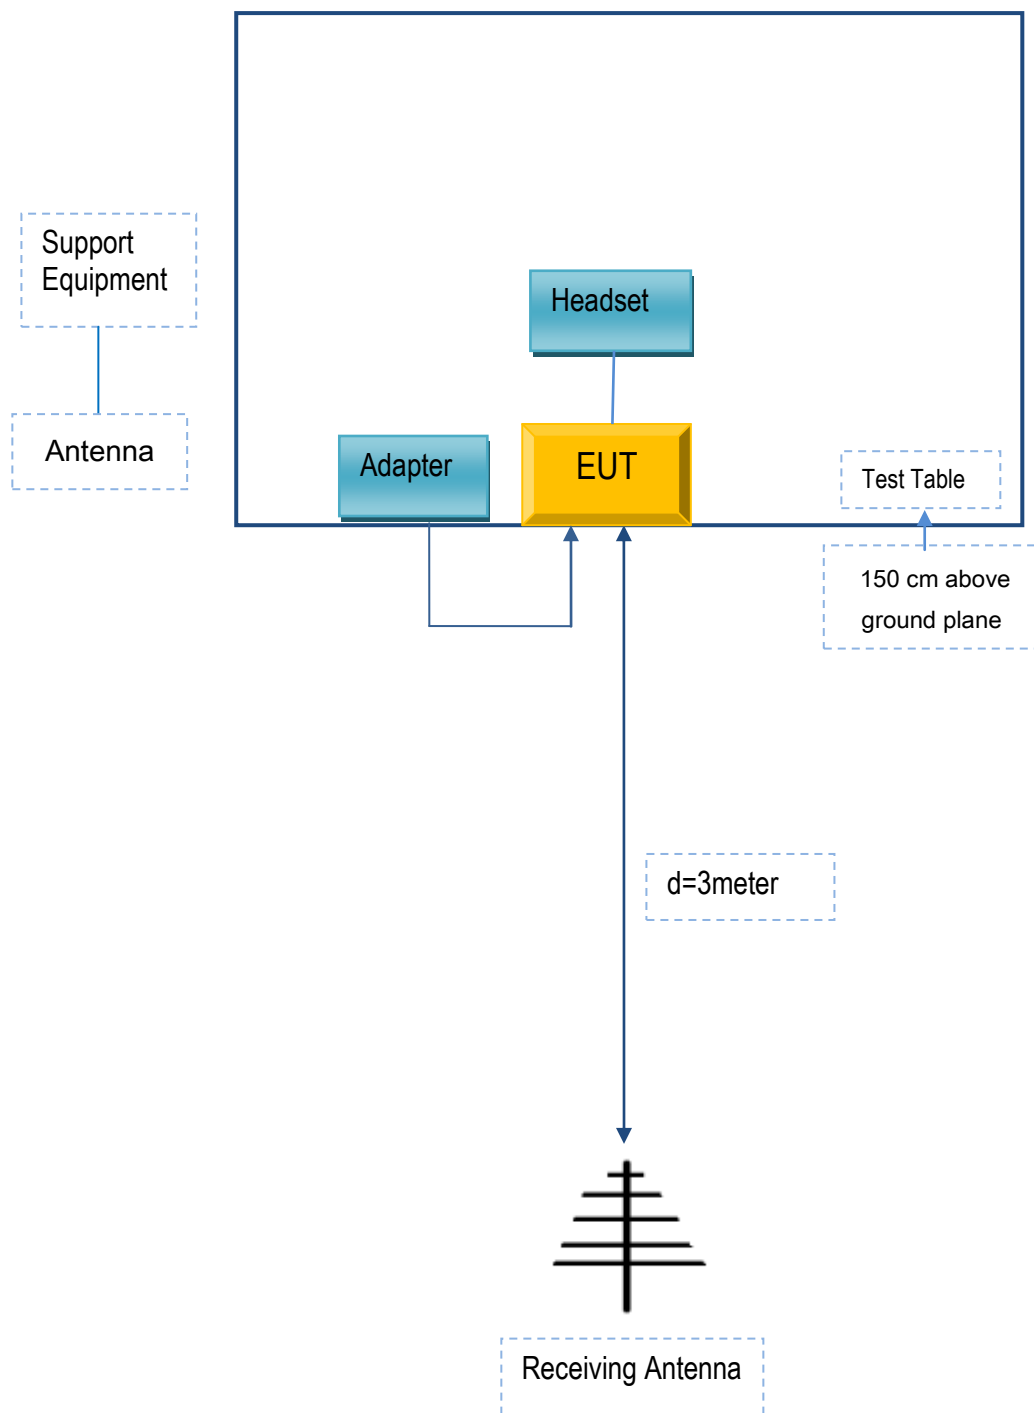 Support
Equipment
Headset
Antenna
Adapter
EUT
Test Table
150 cm above
ground plane
d=3meter
Receiving Antenna